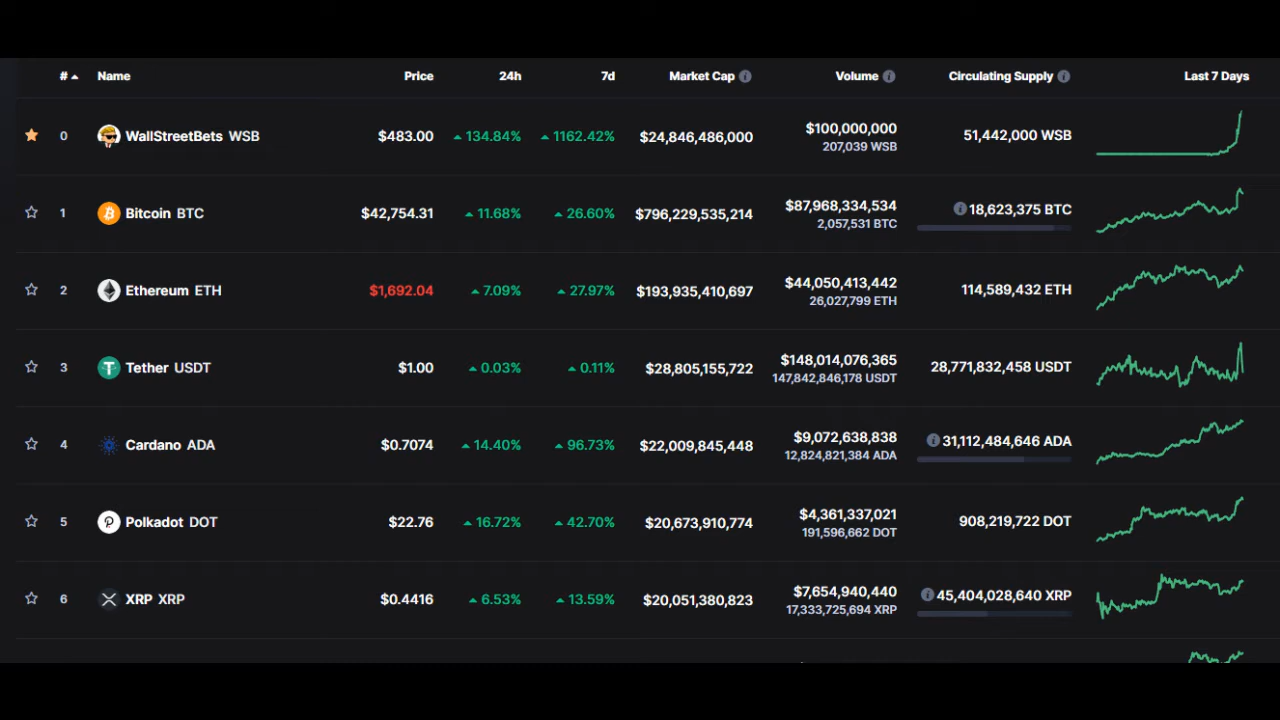 # Name Price 24h 7d Market Cap Volume Circulating Supply Last 7 Days
0 WallStreetBets WSB $483.00 134.84% 1162.42% $24,846,486,000 $100,000,000 51,442,000 WSB
207,039 WSB
1 Bitcoin BTC $42,754.31 11.68% 26.60% $796,229,535,214 $87,968,334,534 18,623,375 BTC
2,057,531 BTC
2 Ethereum ETH $1,692.04 7.09% 27.97% $193,935,410,697 $44,050,413,442 114,589,432 ETH
26,027,799 ETH
3 Tether USDT $1.00 0.03% 0.11% $28,805,155,722 $148,014,076,365 28,771,832,458 USDT
147,842,846,178 USDT
4 Cardano ADA $0.7074 14.40% 96.73% $22,009,845,448 $9,072,638,838 31,112,484,646 ADA
12,824,821,384 ADA
5 Polkadot DOT $22.76 16.72% 42.70% $20,673,910,774 $4,361,337,021 908,219,722 DOT
191,596,662 DOT
6 XRP XRP $0.4416 6.53% 13.59% $20,051,380,823 $7,654,940,440 45,404,028,640 XRP
17,333,725,694 XRP